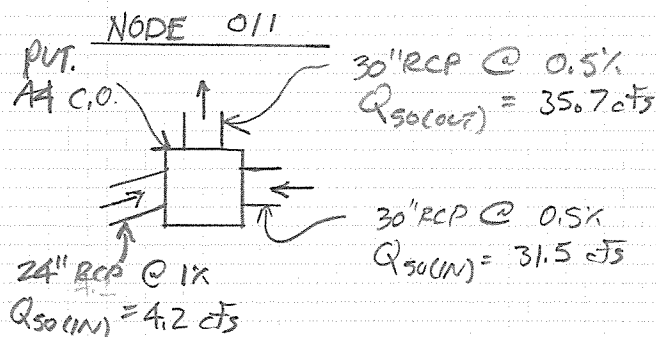 NODE 011
PVT.
A4 C.O.
30" RCP @ 0.5%
Q50(OUT) = 35.7 cfs
30" RCP @ 0.5%
Q50(IN) = 31.5 cfs
24" RCP @ 1%
Q50(IN) = 4.2 cfs